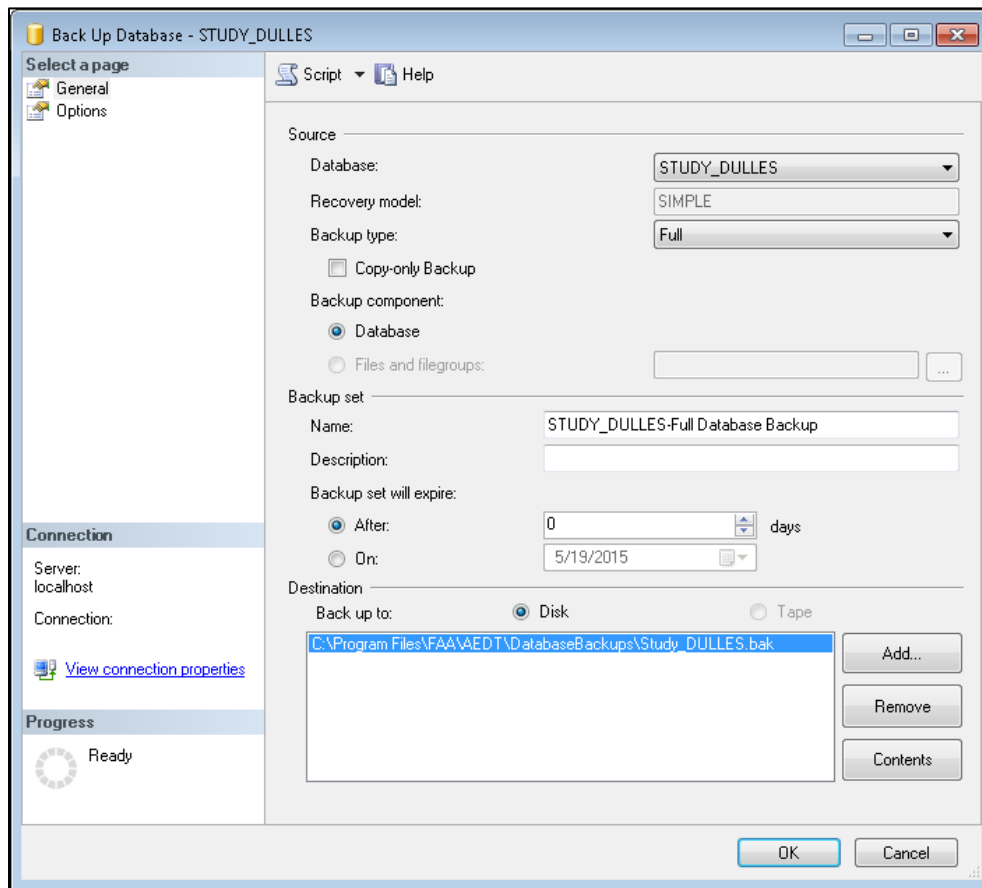 Back Up Database - STUDY_DULLES
Select a page
General
Options
Script Help
Source
Database: STUDY_DULLES
Recovery model: SIMPLE
Backup type: Full
Copy-only Backup
Backup component:
Database
Files and filegroups: ...
Backup set
Name: STUDY_DULLES-Full Database Backup
Description:
Backup set will expire:
After: 0 days
On: 5/19/2015
Destination
Back up to: Disk Tape
C:\Program Files\FAA\AEDT\DatabaseBackups\Study_DULLES.bak
Add...
Remove
Contents
Connection
Server:
localhost
Connection:
View connection properties
Progress
Ready
OK Cancel